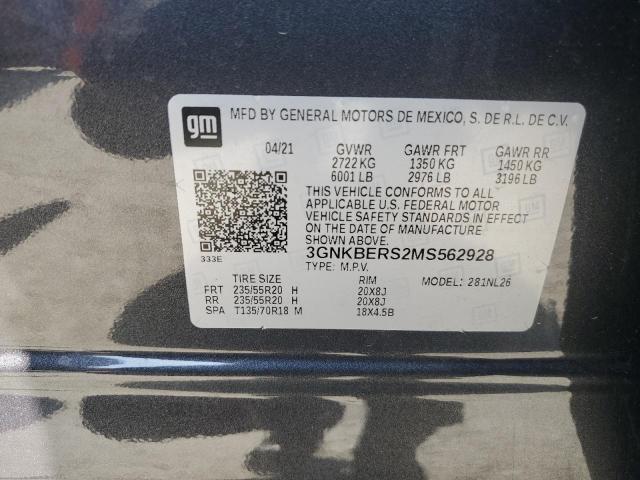 gm
MFD BY GENERAL MOTORS DE MEXICO, S. DE R.L. DE C.V.
04/21 GVWR GAWR FRT GAWR RR
2722 KG 1350 KG 1450 KG
6001 LB 2976 LB 3196 LB
THIS VEHICLE CONFORMS TO ALL
APPLICABLE U.S. FEDERAL MOTOR
VEHICLE SAFETY STANDARDS IN EFFECT
ON THE DATE OF MANUFACTURE
SHOWN ABOVE.
333E 3GNKBERS2MS562928
TYPE: M.P.V. MODEL: 281NL26
TIRE SIZE RIM
FRT 235/55R20 H 20X8J
RR 235/55R20 H 20X8J
SPA T135/70R18 M 18X4.5B